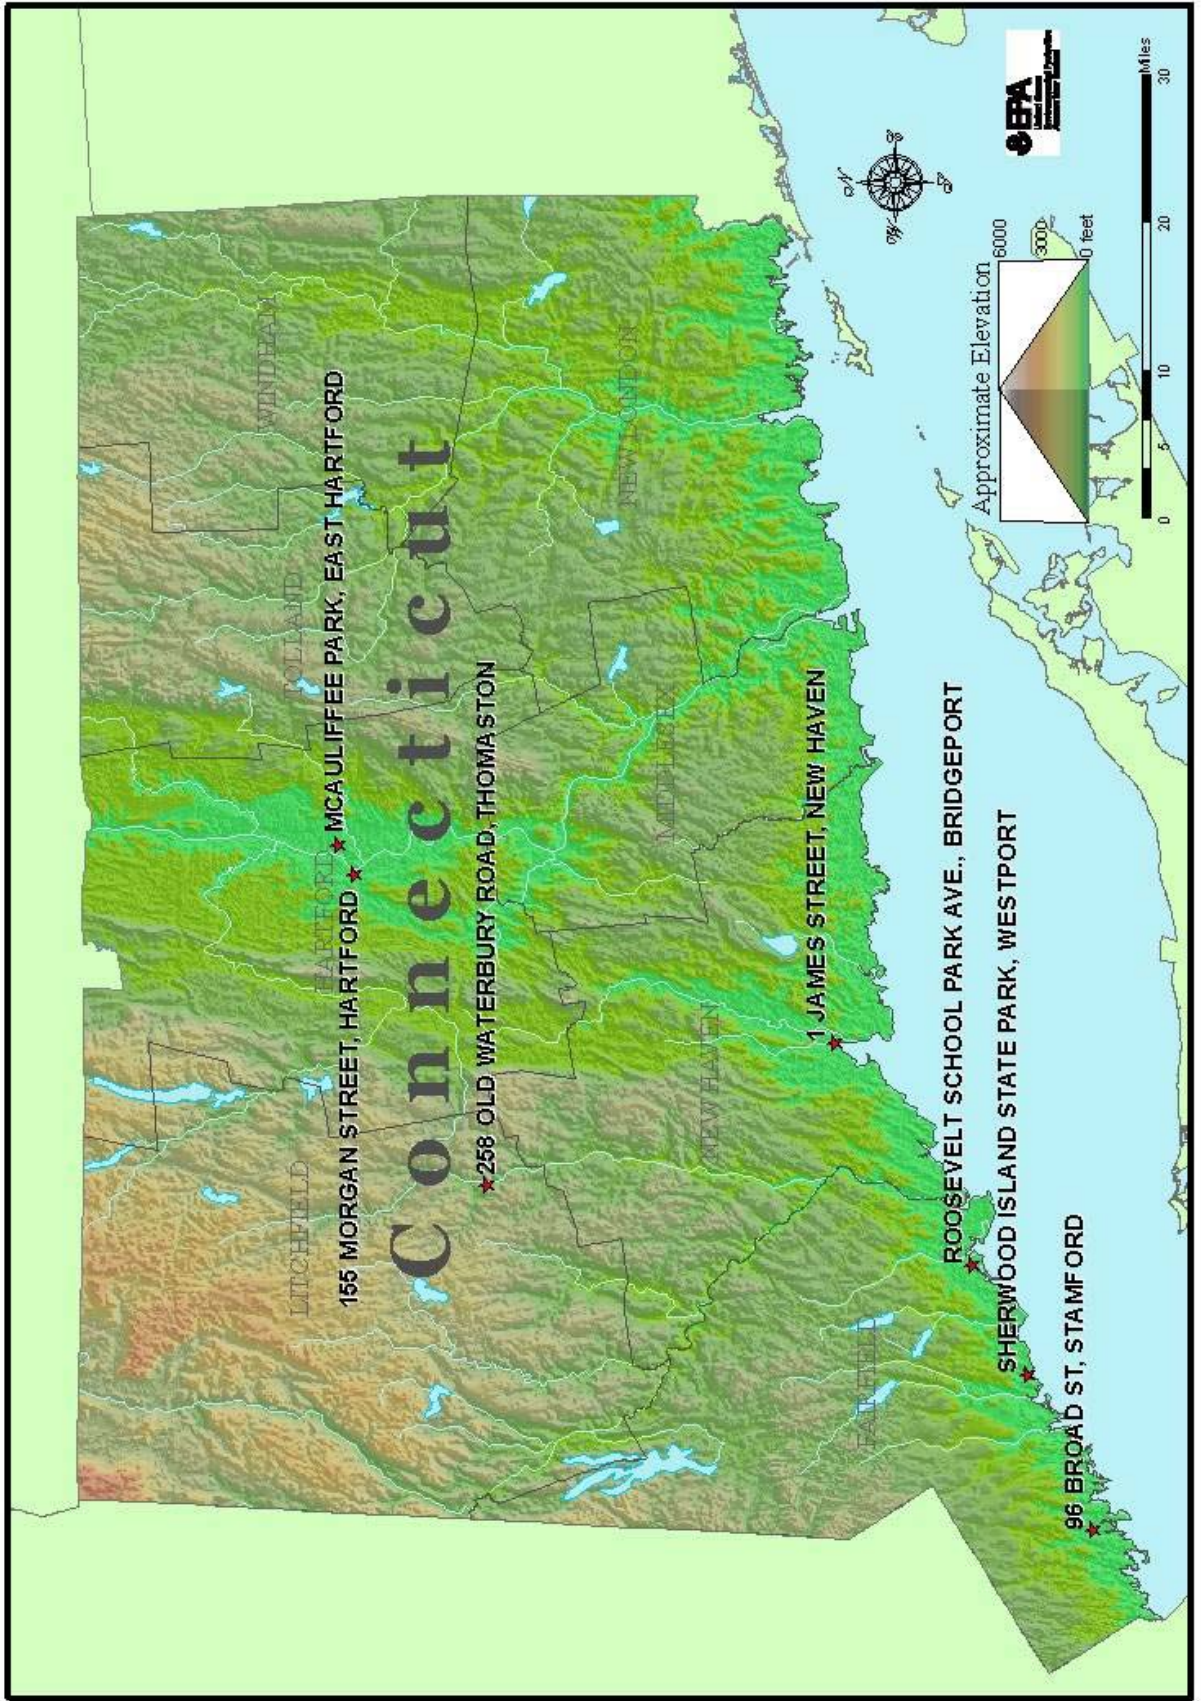 WINDHAM
MCAULIFFEE PARK, EAST HARTFORD
TOLLAND
HARTFORD
155 MORGAN STREET, HARTFORD
LITCHFIELD
Connecticut
258 OLD WATERBURY ROAD, THOMASTON
NEW LONDON
MIDDLESEX
NEW HAVEN
1 JAMES STREET, NEW HAVEN
FAIRFIELD
ROOSEVELT SCHOOL PARK AVE., BRIDGEPORT
SHERWOOD ISLAND STATE PARK, WESTPORT
96 BROAD ST, STAMFORD
N
W
S
EPA
Approximate Elevation
6000
3000
0 feet
0 5 10 20 30
Miles